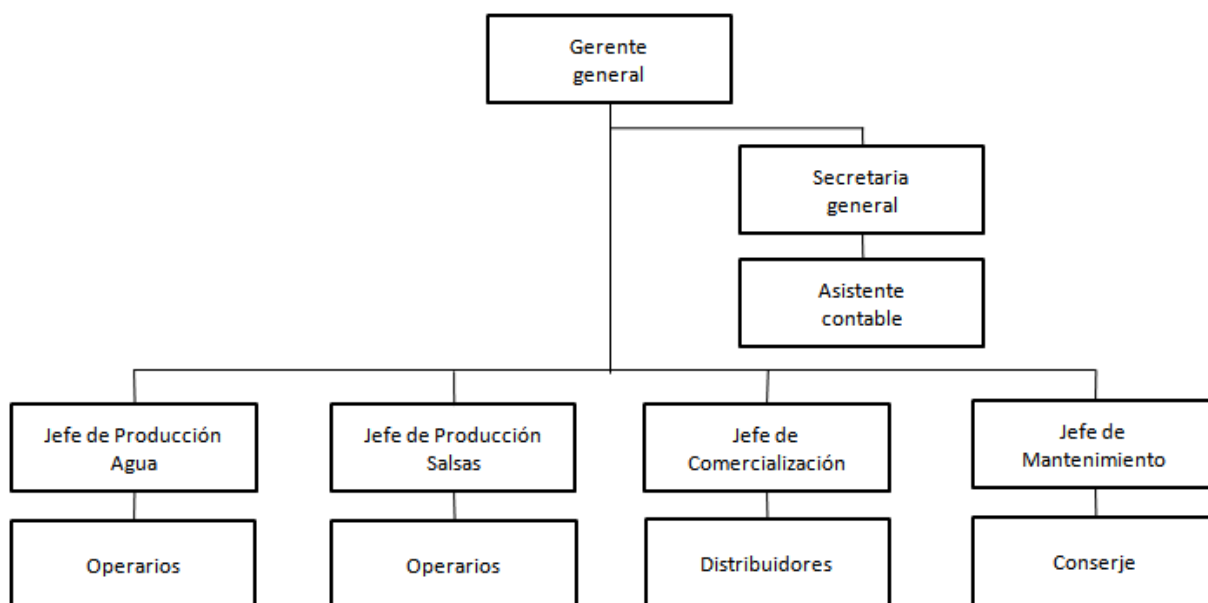 Gerente
general
Secretaria
general
Asistente
contable
Jefe de Producción
Agua
Jefe de Producción
Salsas
Jefe de
Comercialización
Jefe de
Mantenimiento
Operarios
Operarios
Distribuidores
Conserje